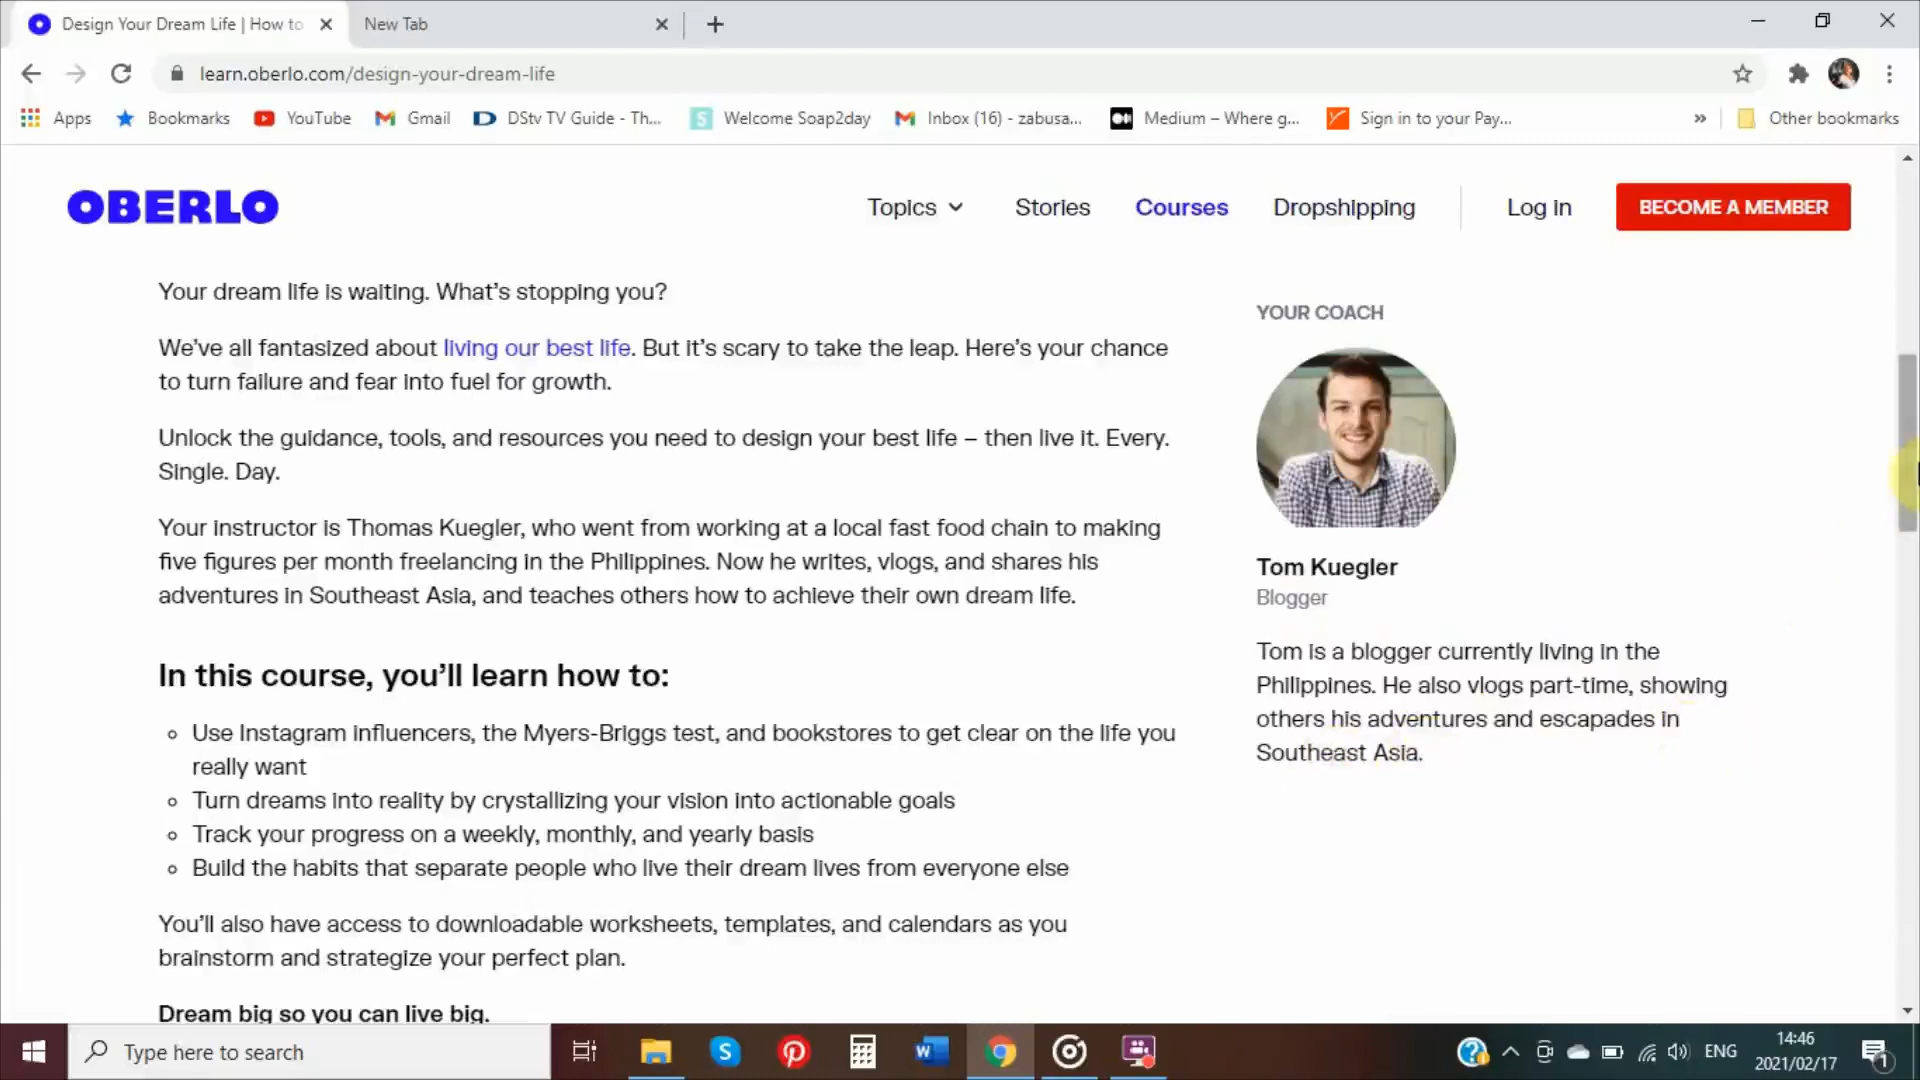 Design Your Dream Life | How to
New Tab
learn.oberlo.com/design-your-dream-life
Apps
Bookmarks
YouTube
Gmail
DStv TV Guide - Th...
Welcome Soap2day
Inbox (16) - zabusa...
Medium – Where g...
Sign in to your Pay...
»
Other bookmarks
OBERLO
Topics
Stories
Courses
Dropshipping
Log in
BECOME A MEMBER
Your dream life is waiting. What's stopping you?
We've all fantasized about living our best life. But it's scary to take the leap. Here's your chance
to turn failure and fear into fuel for growth.
Unlock the guidance, tools, and resources you need to design your best life – then live it. Every.
Single. Day.
Your instructor is Thomas Kuegler, who went from working at a local fast food chain to making
five figures per month freelancing in the Philippines. Now he writes, vlogs, and shares his
adventures in Southeast Asia, and teaches others how to achieve their own dream life.
In this course, you'll learn how to:
Use Instagram influencers, the Myers-Briggs test, and bookstores to get clear on the life you
really want
Turn dreams into reality by crystallizing your vision into actionable goals
Track your progress on a weekly, monthly, and yearly basis
Build the habits that separate people who live their dream lives from everyone else
You'll also have access to downloadable worksheets, templates, and calendars as you
brainstorm and strategize your perfect plan.
Dream big so you can live big.
YOUR COACH
Tom Kuegler
Blogger
Tom is a blogger currently living in the
Philippines. He also vlogs part-time, showing
others his adventures and escapades in
Southeast Asia.
Type here to search
ENG
14:46
2021/02/17
1